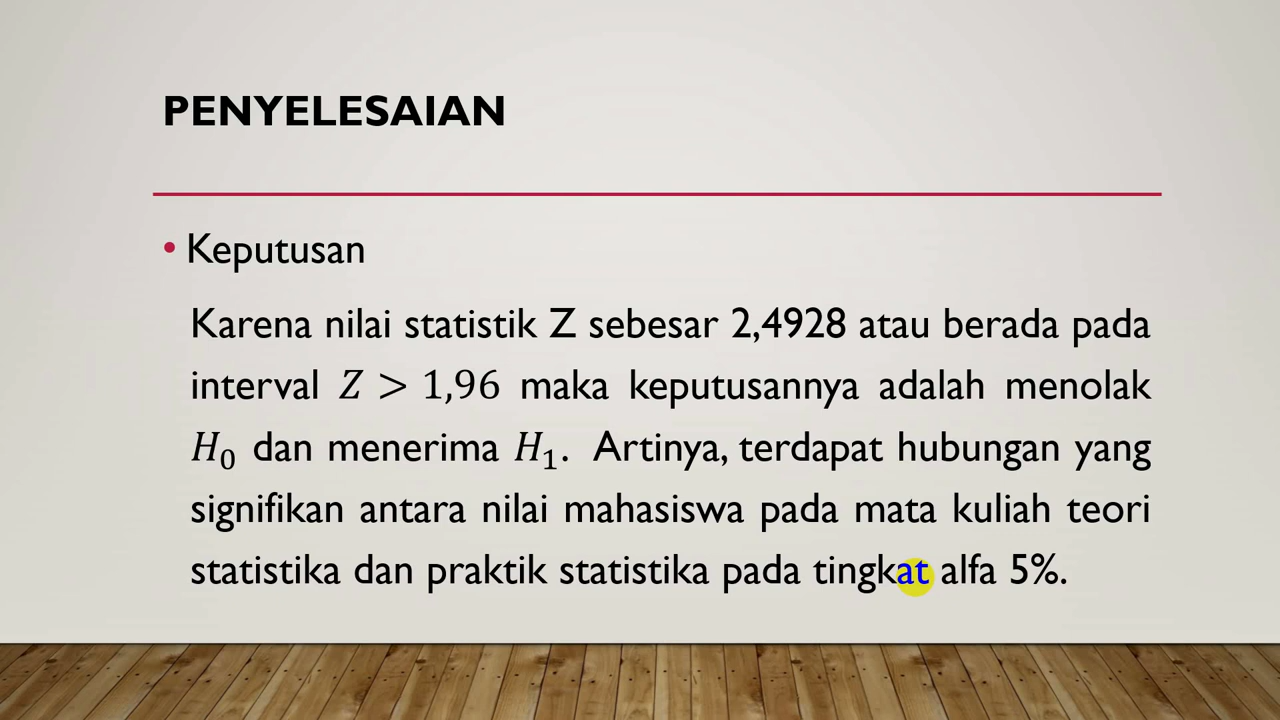 PENYELESAIAN
• Keputusan
Karena nilai statistik Z sebesar 2,4928 atau berada pada
interval Z > 1,96 maka keputusannya adalah menolak
H₀ dan menerima H₁. Artinya, terdapat hubungan yang
signifikan antara nilai mahasiswa pada mata kuliah teori
statistika dan praktik statistika pada tingkat alfa 5%.